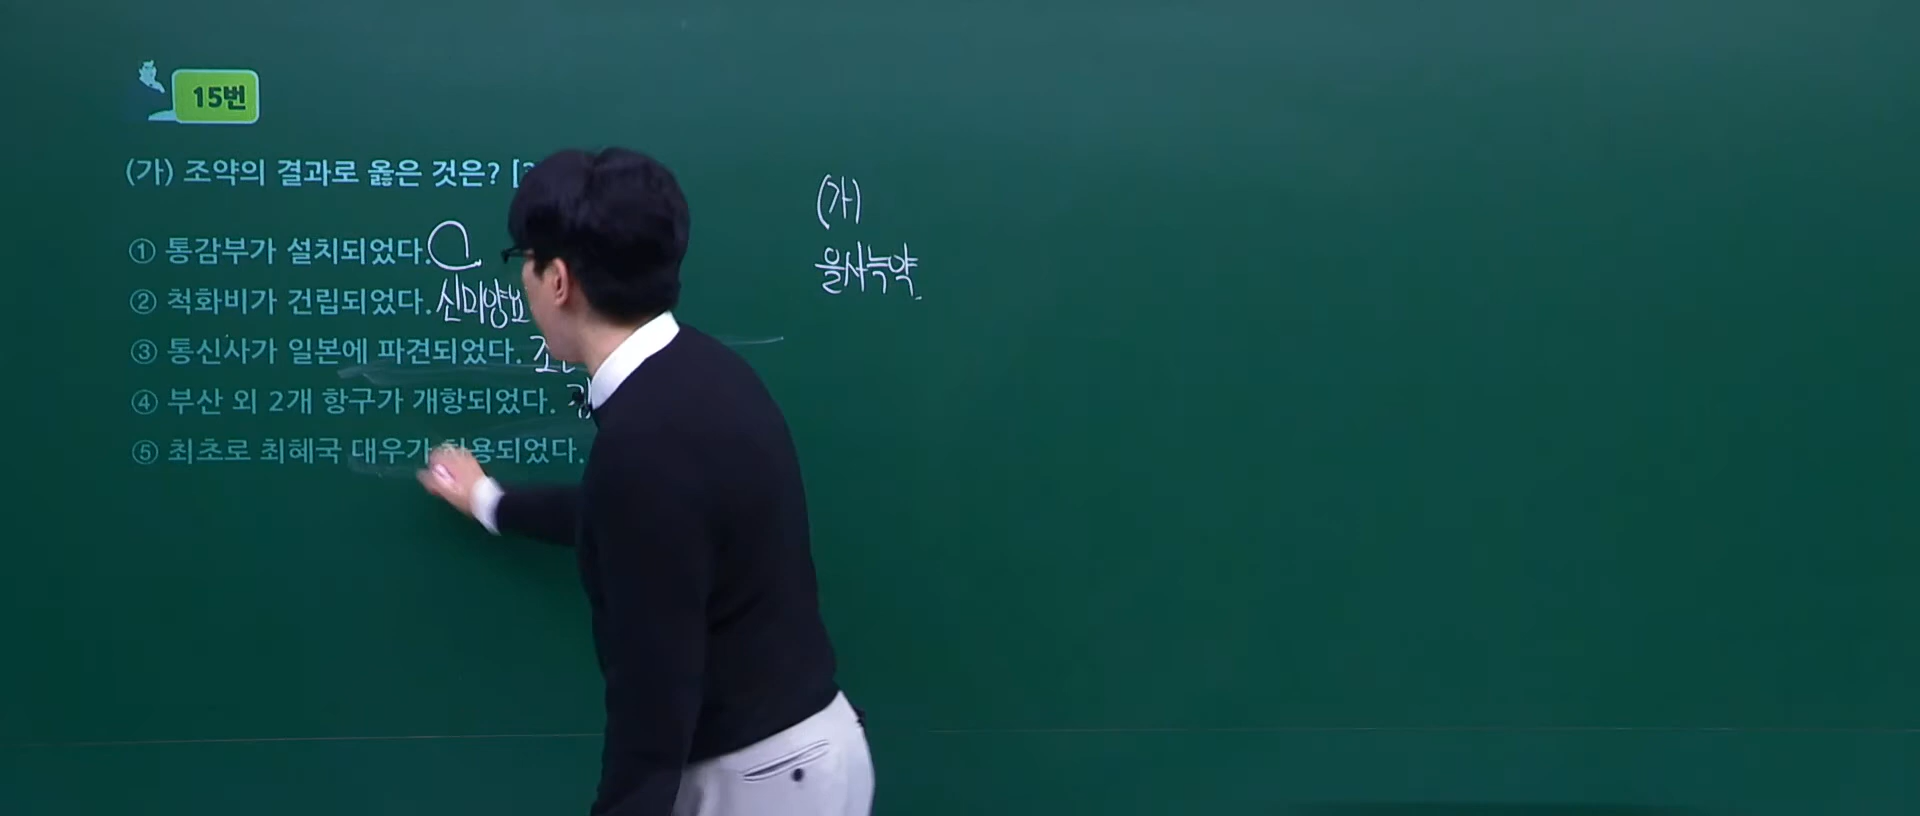 15번
(가) 조약의 결과로 옳은 것은?
① 통감부가 설치되었다.
② 척화비가 건립되었다. 신미양요
③ 통신사가 일본에 파견되었다.
④ 부산 외 2개 항구가 개항되었다.
⑤ 최초로 최혜국 대우가
(가)
을사늑약